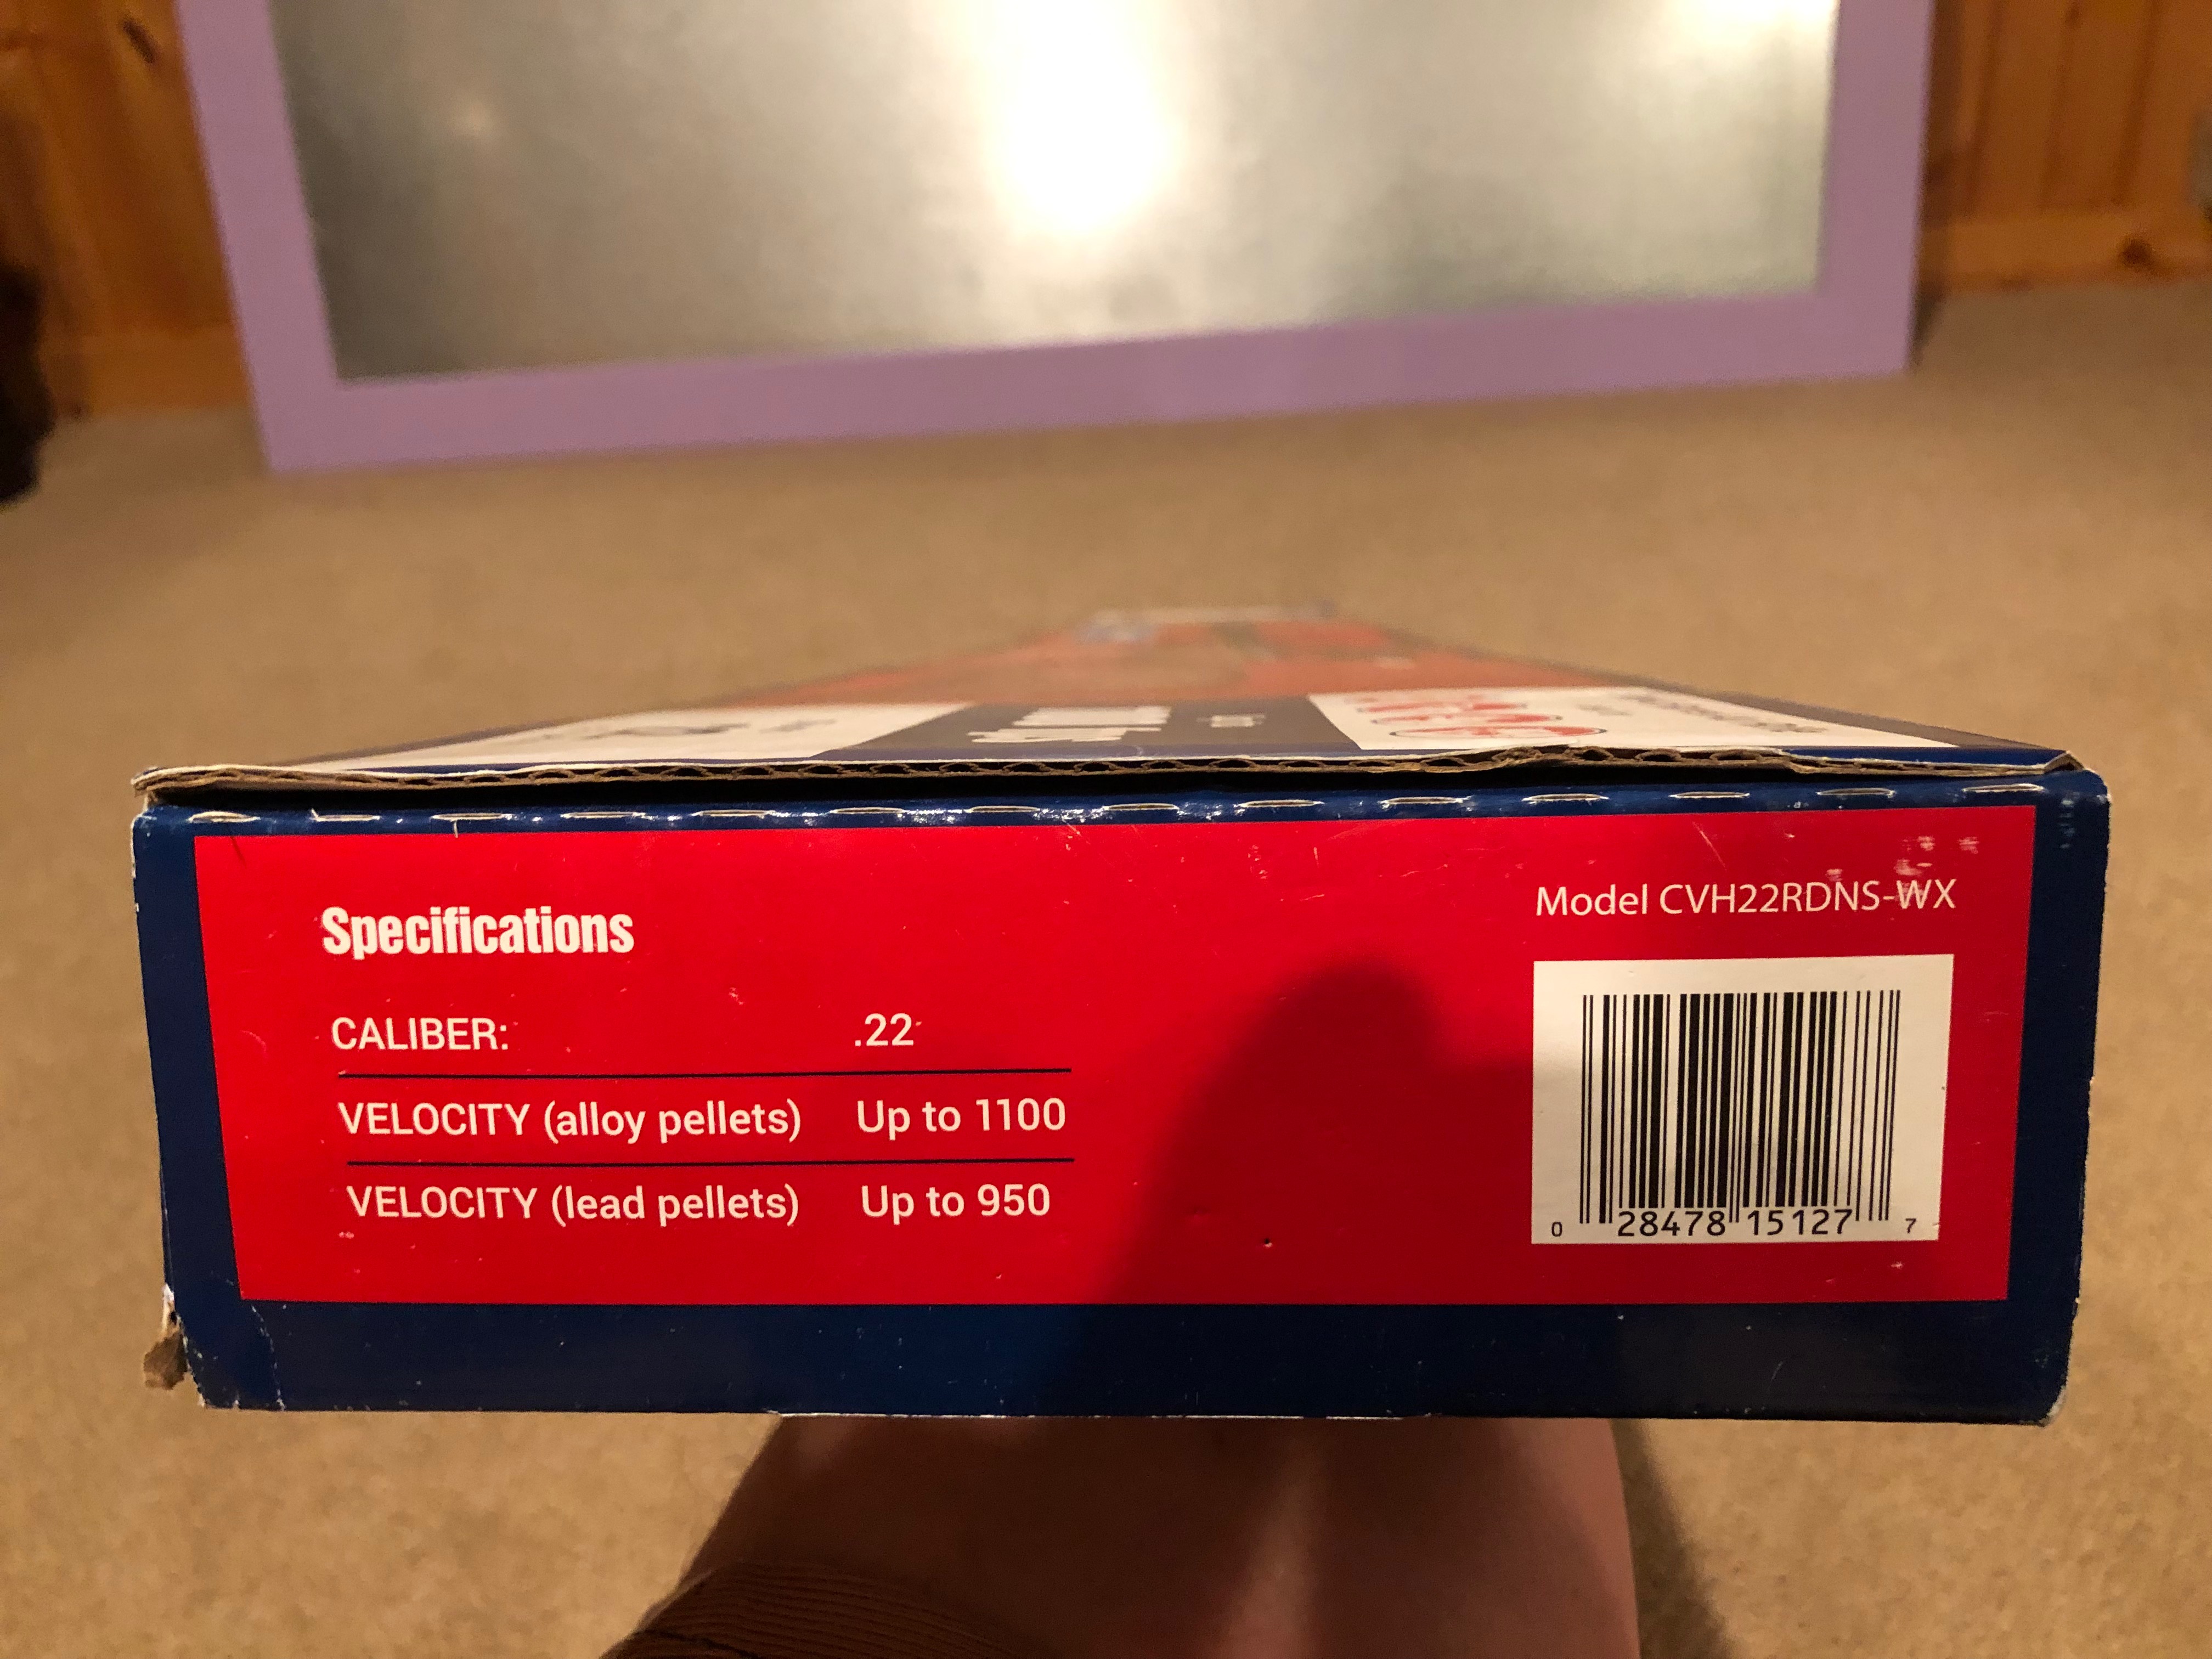 Specifications
CALIBER: .22
VELOCITY (alloy pellets) Up to 1100
VELOCITY (lead pellets) Up to 950
Model CVH22RDNS-WX
0 28478 15127 7